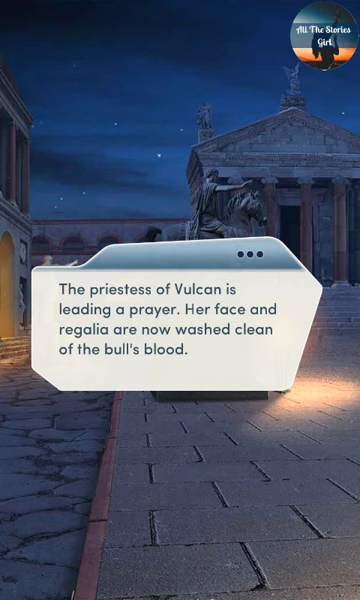 All The Stories
Girl
The priestess of Vulcan is
leading a prayer. Her face and
regalia are now washed clean
of the bull's blood.